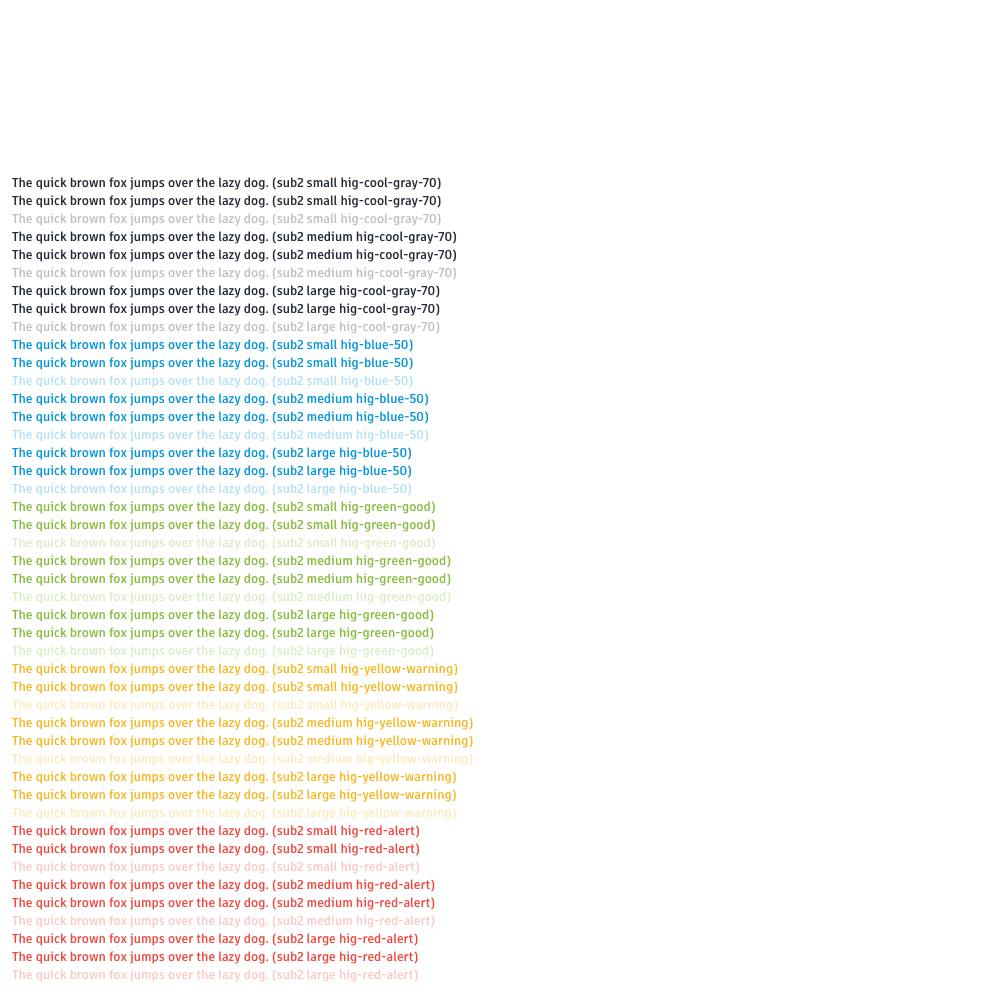 The quick brown fox jumps over the lazy dog. (sub2 small hig-cool-gray-70)
The quick brown fox jumps over the lazy dog. (sub2 small hig-cool-gray-70)
The quick brown fox jumps over the lazy dog. (sub2 small hig-cool-gray-70)
The quick brown fox jumps over the lazy dog. (sub2 medium hig-cool-gray-70)
The quick brown fox jumps over the lazy dog. (sub2 medium hig-cool-gray-70)
The quick brown fox jumps over the lazy dog. (sub2 medium hig-cool-gray-70)
The quick brown fox jumps over the lazy dog. (sub2 large hig-cool-gray-70)
The quick brown fox jumps over the lazy dog. (sub2 large hig-cool-gray-70)
The quick brown fox jumps over the lazy dog. (sub2 large hig-cool-gray-70)
The quick brown fox jumps over the lazy dog. (sub2 small hig-blue-50)
The quick brown fox jumps over the lazy dog. (sub2 small hig-blue-50)
The quick brown fox jumps over the lazy dog. (sub2 small hig-blue-50)
The quick brown fox jumps over the lazy dog. (sub2 medium hig-blue-50)
The quick brown fox jumps over the lazy dog. (sub2 medium hig-blue-50)
The quick brown fox jumps over the lazy dog. (sub2 medium hig-blue-50)
The quick brown fox jumps over the lazy dog. (sub2 large hig-blue-50)
The quick brown fox jumps over the lazy dog. (sub2 large hig-blue-50)
The quick brown fox jumps over the lazy dog. (sub2 large hig-blue-50)
The quick brown fox jumps over the lazy dog. (sub2 small hig-green-good)
The quick brown fox jumps over the lazy dog. (sub2 small hig-green-good)
The quick brown fox jumps over the lazy dog. (sub2 small hig-green-good)
The quick brown fox jumps over the lazy dog. (sub2 medium hig-green-good)
The quick brown fox jumps over the lazy dog. (sub2 medium hig-green-good)
The quick brown fox jumps over the lazy dog. (sub2 medium hig-green-good)
The quick brown fox jumps over the lazy dog. (sub2 large hig-green-good)
The quick brown fox jumps over the lazy dog. (sub2 large hig-green-good)
The quick brown fox jumps over the lazy dog. (sub2 large hig-green-good)
The quick brown fox jumps over the lazy dog. (sub2 small hig-yellow-warning)
The quick brown fox jumps over the lazy dog. (sub2 small hig-yellow-warning)
The quick brown fox jumps over the lazy dog. (sub2 small hig-yellow-warning)
The quick brown fox jumps over the lazy dog. (sub2 medium hig-yellow-warning)
The quick brown fox jumps over the lazy dog. (sub2 medium hig-yellow-warning)
The quick brown fox jumps over the lazy dog. (sub2 medium hig-yellow-warning)
The quick brown fox jumps over the lazy dog. (sub2 large hig-yellow-warning)
The quick brown fox jumps over the lazy dog. (sub2 large hig-yellow-warning)
The quick brown fox jumps over the lazy dog. (sub2 large hig-yellow-warning)
The quick brown fox jumps over the lazy dog. (sub2 small hig-red-alert)
The quick brown fox jumps over the lazy dog. (sub2 small hig-red-alert)
The quick brown fox jumps over the lazy dog. (sub2 small hig-red-alert)
The quick brown fox jumps over the lazy dog. (sub2 medium hig-red-alert)
The quick brown fox jumps over the lazy dog. (sub2 medium hig-red-alert)
The quick brown fox jumps over the lazy dog. (sub2 medium hig-red-alert)
The quick brown fox jumps over the lazy dog. (sub2 large hig-red-alert)
The quick brown fox jumps over the lazy dog. (sub2 large hig-red-alert)
The quick brown fox jumps over the lazy dog. (sub2 large hig-red-alert)